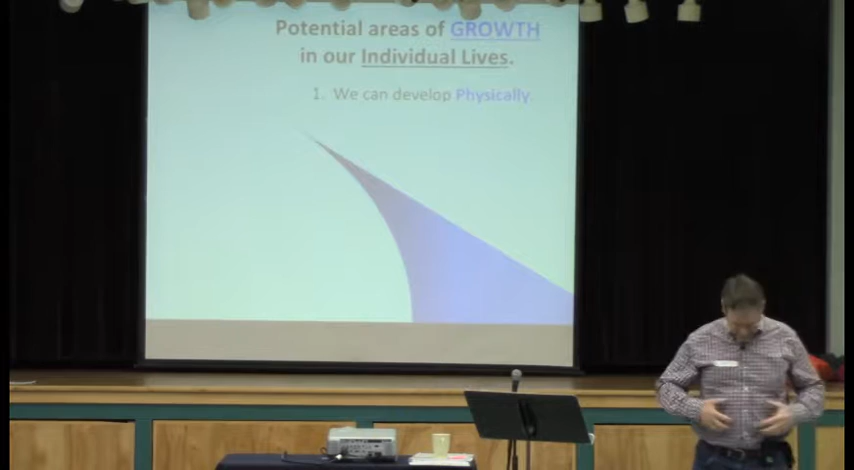 Potential areas of GROWTH
in our Individual Lives.
1. We can develop Physically.